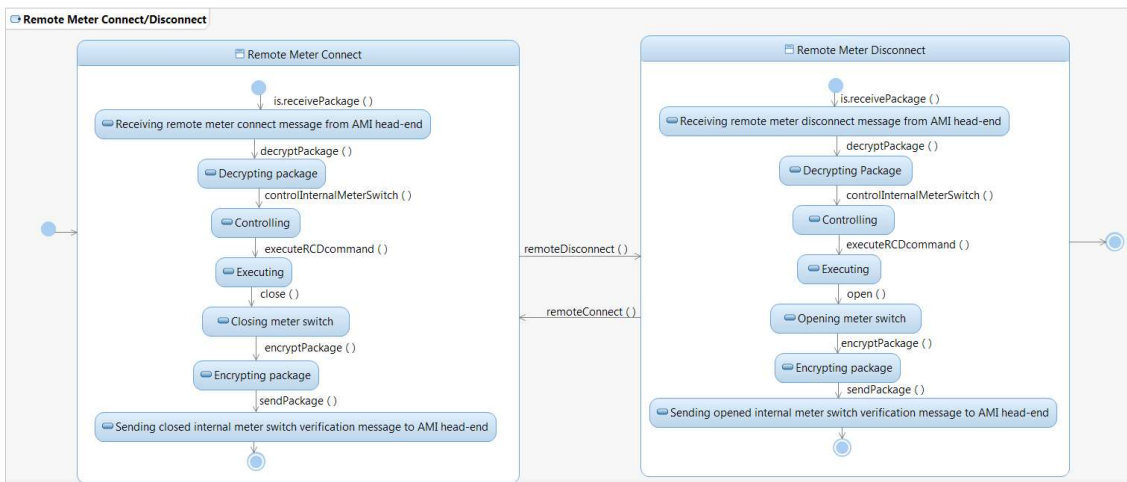 Remote Meter Connect/Disconnect
Remote Meter Connect
is.receivePackage ( )
Receiving remote meter connect message from AMI head-end
decryptPackage ( )
Decrypting package
controlInternalMeterSwitch ( )
Controlling
executeRCDcommand ( )
Executing
close ( )
Closing meter switch
encryptPackage ( )
Encrypting package
sendPackage ( )
Sending closed internal meter switch verification message to AMI head-end
remoteDisconnect ( )
remoteConnect ( )
Remote Meter Disconnect
is.receivePackage ( )
Receiving remote meter disconnect message from AMI head-end
decryptPackage ( )
Decrypting Package
controlInternalMeterSwitch ( )
Controlling
executeRCDcommand ( )
Executing
open ( )
Opening meter switch
encryptPackage ( )
Encrypting package
sendPackage ( )
Sending opened internal meter switch verification message to AMI head-end